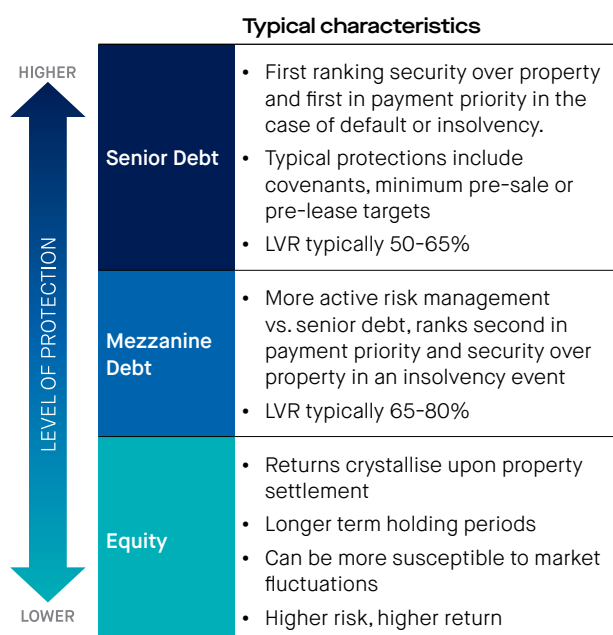 Typical characteristics
HIGHER
LEVEL OF PROTECTION
LOWER
Senior Debt
• First ranking security over property
and first in payment priority in the
case of default or insolvency.
• Typical protections include
covenants, minimum pre-sale or
pre-lease targets
• LVR typically 50-65%
Mezzanine
Debt
• More active risk management
vs. senior debt, ranks second in
payment priority and security over
property in an insolvency event
• LVR typically 65-80%
Equity
• Returns crystallise upon property
settlement
• Longer term holding periods
• Can be more susceptible to market
fluctuations
• Higher risk, higher return